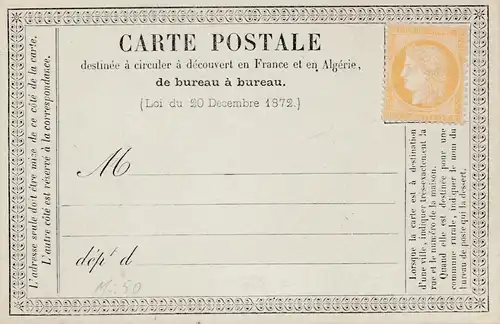 CARTE POSTALE
destinée à circuler à découvert en France et en Algérie,
de bureau à bureau.
(Loi du 20 Décembre 1872.)
M
dépt d
L'adresse seule doit être mise de ce côté de la carte.
L'autre côté est réservé à la correspondance.
Lorsque la carte est à destination
d'une ville, indiquer très-exactement la
rue et le numéro de la maison.
Quand elle est destinée pour une
commune rurale, indiquer le nom du
bureau de poste qui la dessert.